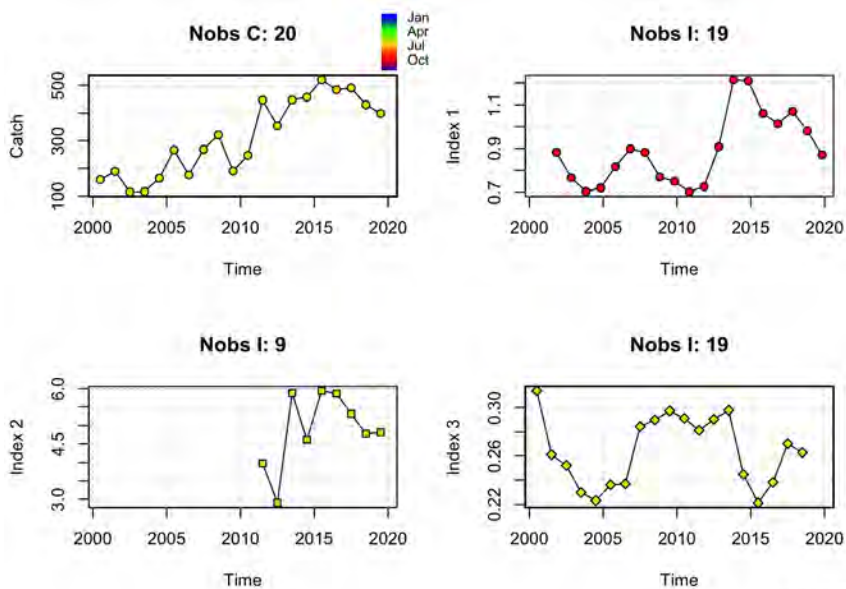 Nobs C: 20
Jan
Apr
Jul
Oct
Catch
500
300
100
2000 2005 2010 2015 2020
Time
Nobs I: 19
Index 1
1.1
0.9
0.7
2000 2005 2010 2015 2020
Time
Nobs I: 9
Index 2
6.0
4.5
3.0
2000 2005 2010 2015 2020
Time
Nobs I: 19
Index 3
0.30
0.26
0.22
2000 2005 2010 2015 2020
Time